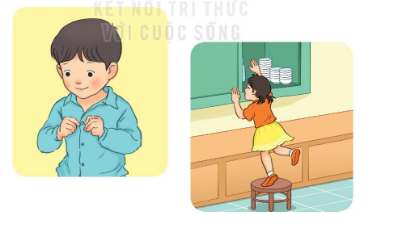 KẾT NỐI TRI THỨC
VỚI CUỘC SỐNG